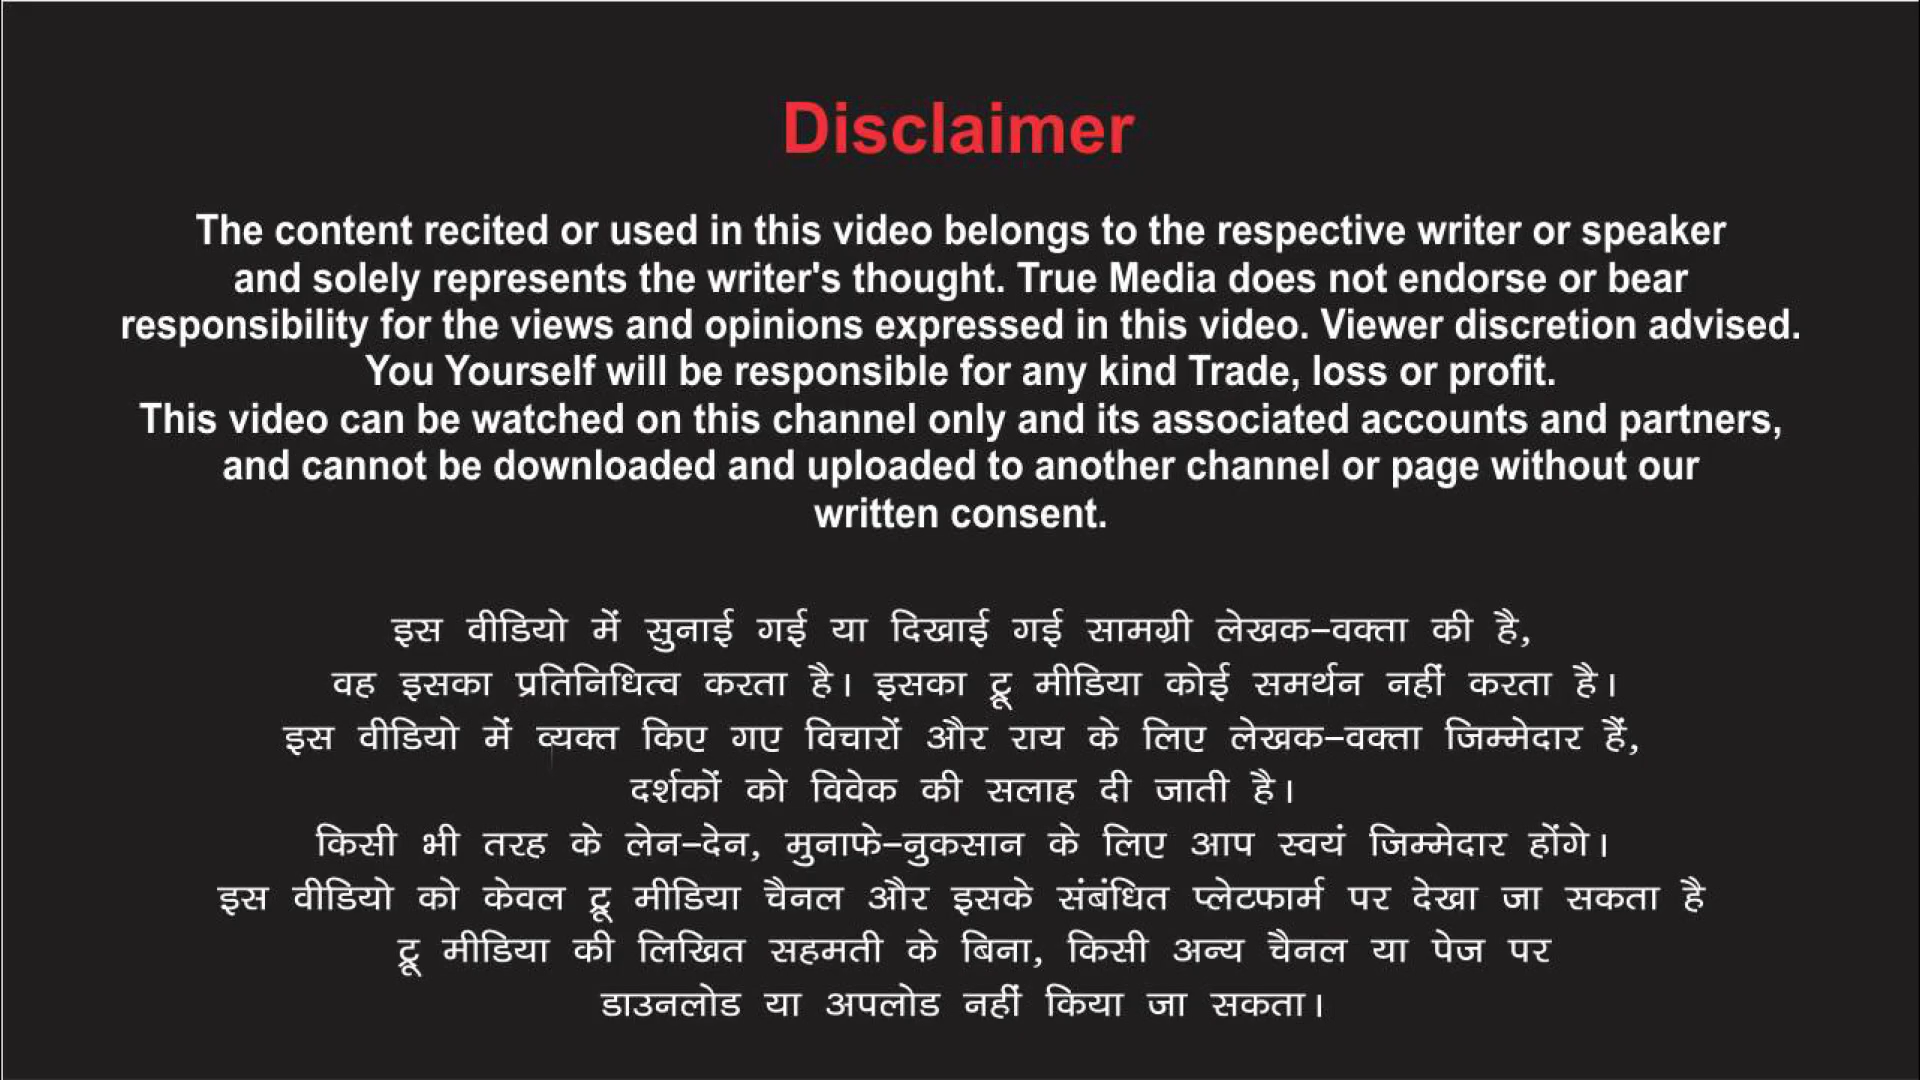 Disclaimer
The content recited or used in this video belongs to the respective writer or speaker
and solely represents the writer's thought. True Media does not endorse or bear
responsibility for the views and opinions expressed in this video. Viewer discretion advised.
You Yourself will be responsible for any kind Trade, loss or profit.
This video can be watched on this channel only and its associated accounts and partners,
and cannot be downloaded and uploaded to another channel or page without our
written consent.
इस वीडियो में सुनाई गई या दिखाई गई सामग्री लेखक–वक्ता की है,
वह इसका प्रतिनिधित्व करता है। इसका ट्रू मीडिया कोई समर्थन नहीं करता है।
इस वीडियो में व्यक्त किए गए विचारों और राय के लिए लेखक–वक्ता जिम्मेदार हैं,
दर्शकों को विवेक की सलाह दी जाती है।
किसी भी तरह के लेन–देन, मुनाफे–नुकसान के लिए आप स्वयं जिम्मेदार होंगे।
इस वीडियो को केवल ट्रू मीडिया चैनल और इसके संबंधित प्लेटफार्म पर देखा जा सकता है
ट्रू मीडिया की लिखित सहमती के बिना, किसी अन्य चैनल या पेज पर
डाउनलोड या अपलोड नहीं किया जा सकता।